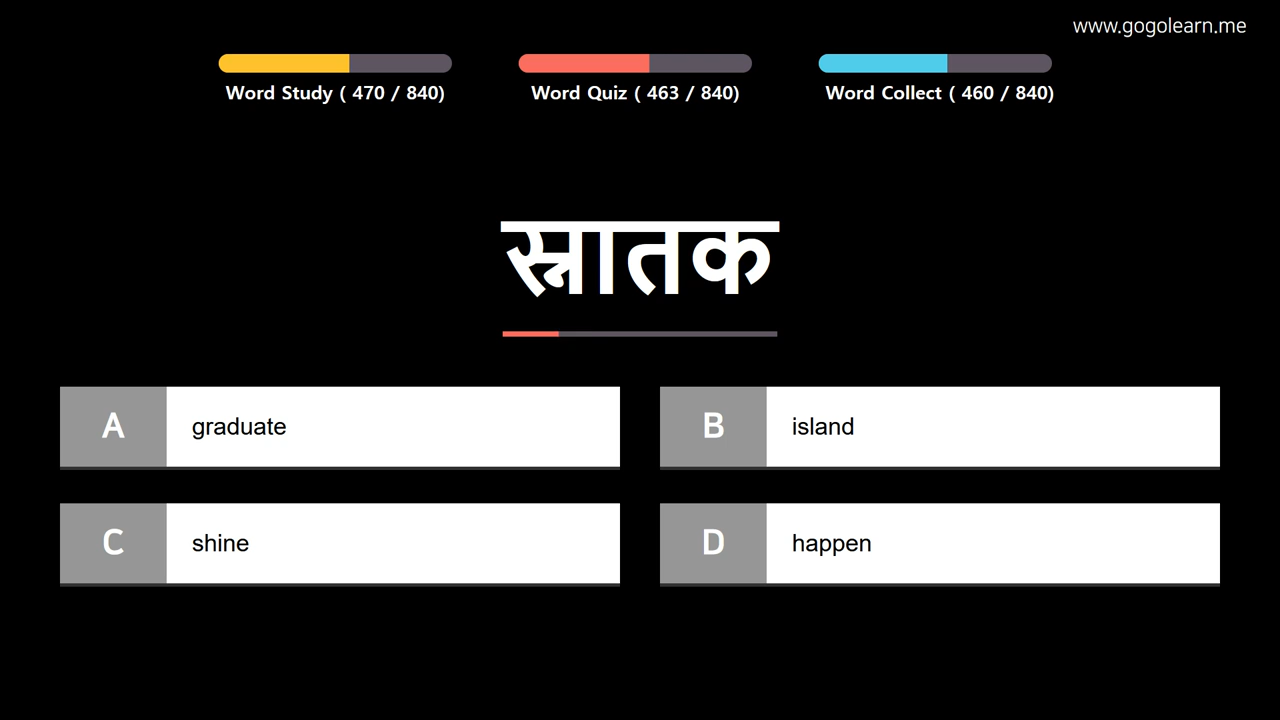 www.gogolearn.me
Word Study ( 470 / 840)
Word Quiz ( 463 / 840)
Word Collect ( 460 / 840)
स्नातक
A graduate
B island
C shine
D happen